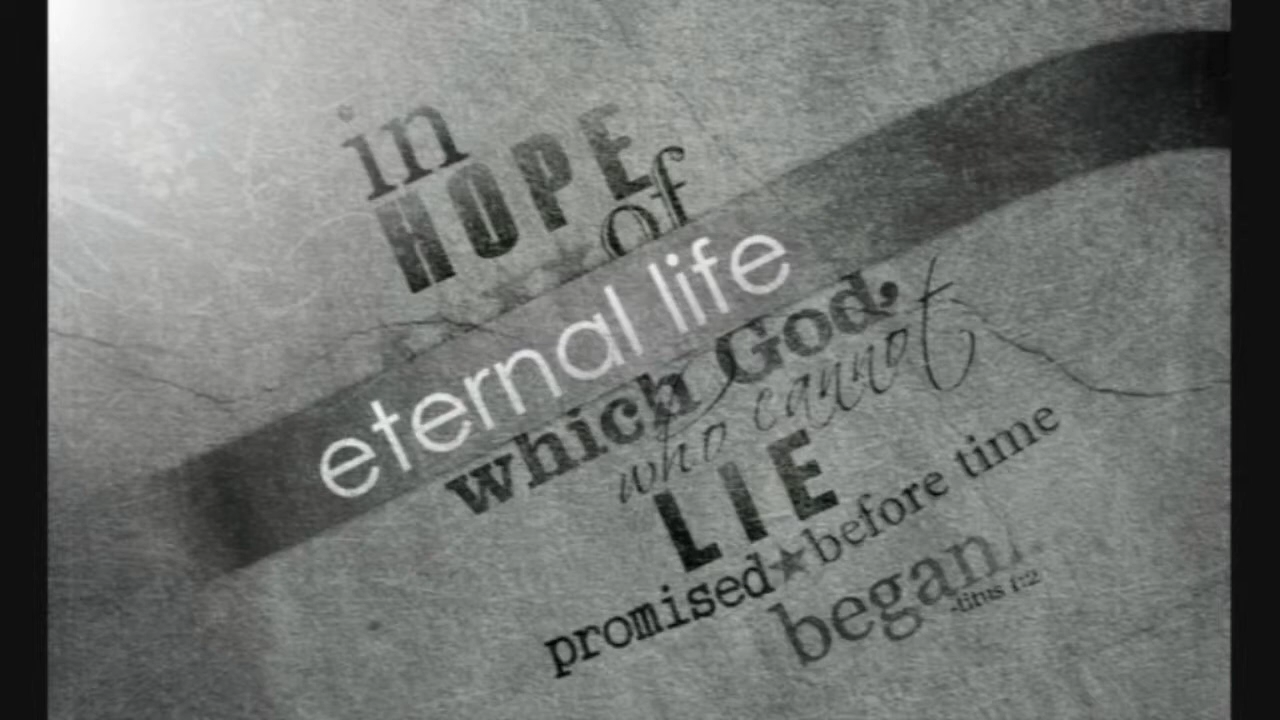 in
HOPE
of
eternal life
which God,
who cannot
LIE
promised★before time
began.
-titus 1:2